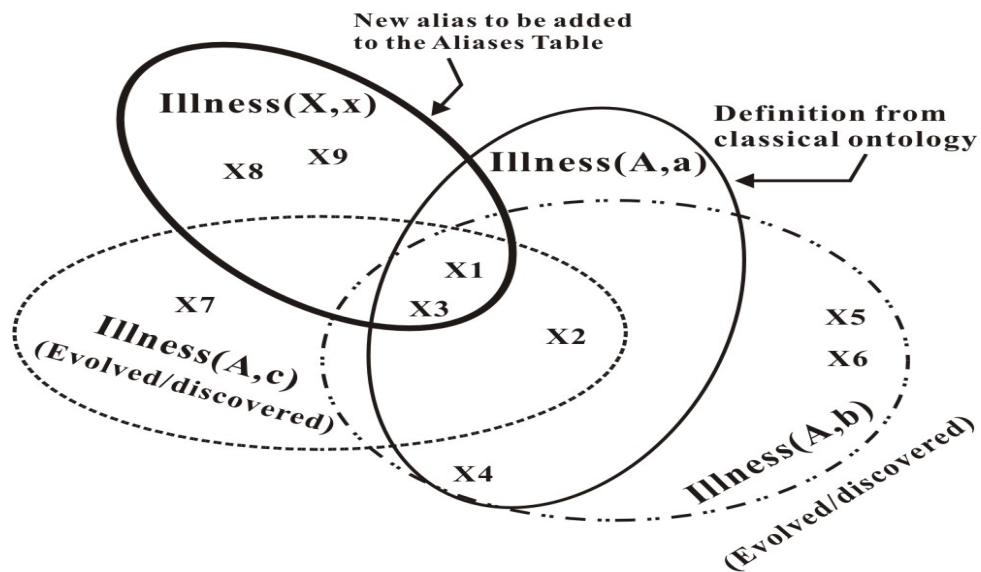 New alias to be added
to the Aliases Table
Illness(X,x)
Definition from
classical ontology
Illness(A,a)
X9
X8
X1
X7
X3
X5
X2
X6
Illness(A,c)
(Evolved/discovered)
X4
Illness(A,b)
(Evolved/discovered)